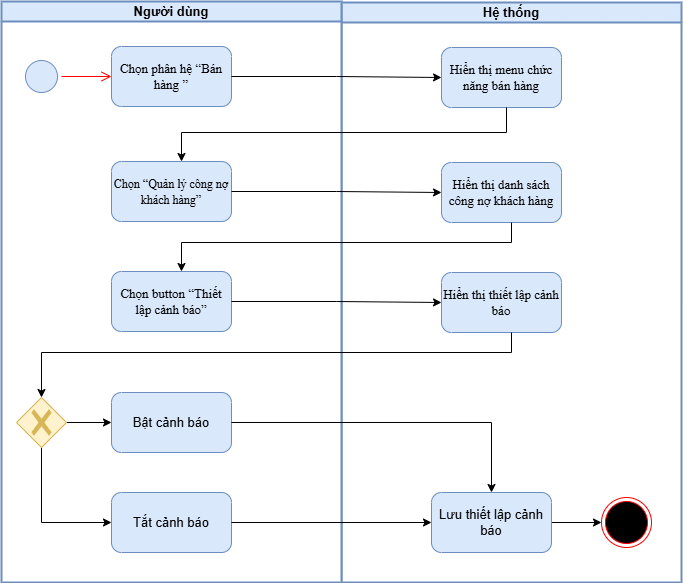 Người dùng
Hệ thống
Chọn phân hệ “Bán
hàng ”
Hiển thị menu chức
năng bán hàng
Chọn “Quản lý công nợ
khách hàng”
Hiển thị danh sách
công nợ khách hàng
Chọn button “Thiết
lập cảnh báo”
Hiển thị thiết lập cảnh
báo
Bật cảnh báo
Tắt cảnh báo
Lưu thiết lập cảnh
báo